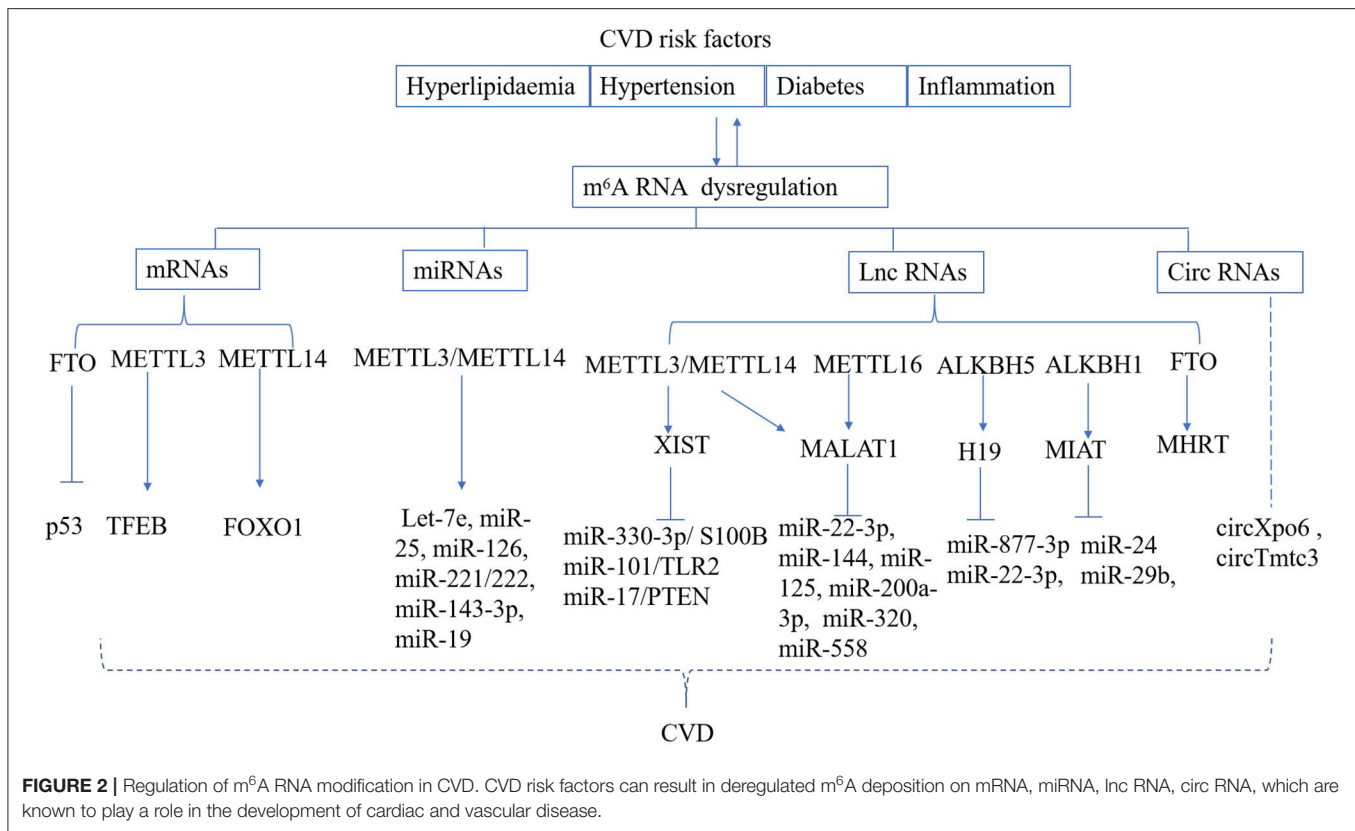 CVD risk factors
Hyperlipidaemia Hypertension Diabetes Inflammation
m⁶A RNA dysregulation
mRNAs miRNAs Lnc RNAs Circ RNAs
FTO METTL3 METTL14 METTL3/METTL14 METTL3/METTL14 METTL16 ALKBH5 ALKBH1 FTO
XIST MALAT1 H19 MIAT MHRT
p53 TFEB FOXO1
Let-7e, miR-
25, miR-126,
miR-221/222,
miR-143-3p,
miR-19
miR-330-3p/ S100B
miR-101/TLR2
miR-17/PTEN
miR-22-3p,
miR-144, miR-
125, miR-200a-
3p, miR-320,
miR-558
miR-877-3p
miR-22-3p,
miR-24
miR-29b,
circXpo6 ,
circTmtc3
CVD
FIGURE 2 | Regulation of m⁶A RNA modification in CVD. CVD risk factors can result in deregulated m⁶A deposition on mRNA, miRNA, lnc RNA, circ RNA, which are
known to play a role in the development of cardiac and vascular disease.